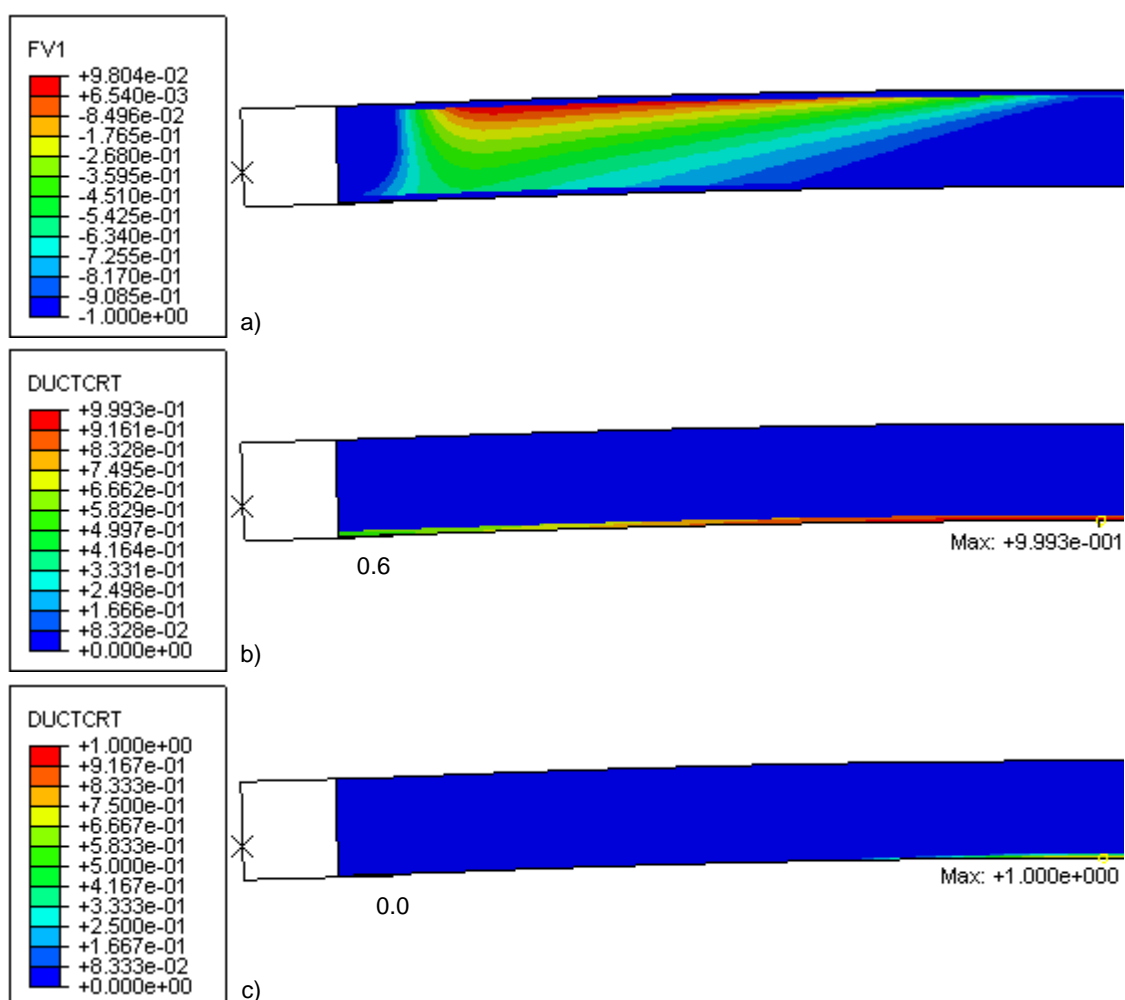 FV1
+9.804e-02
+6.540e-03
-8.496e-02
-1.765e-01
-2.680e-01
-3.595e-01
-4.510e-01
-5.425e-01
-6.340e-01
-7.255e-01
-8.170e-01
-9.085e-01
-1.000e+00
a)
DUCTCRT
+9.993e-01
+9.161e-01
+8.328e-01
+7.495e-01
+6.662e-01
+5.829e-01
+4.997e-01
+4.164e-01
+3.331e-01
+2.498e-01
+1.666e-01
+8.328e-02
+0.000e+00
Max: +9.993e-001
0.6
b)
DUCTCRT
+1.000e+00
+9.167e-01
+8.333e-01
+7.500e-01
+6.667e-01
+5.833e-01
+5.000e-01
+4.167e-01
+3.333e-01
+2.500e-01
+1.667e-01
+8.333e-02
+0.000e+00
Max: +1.000e+000
0.0
c)